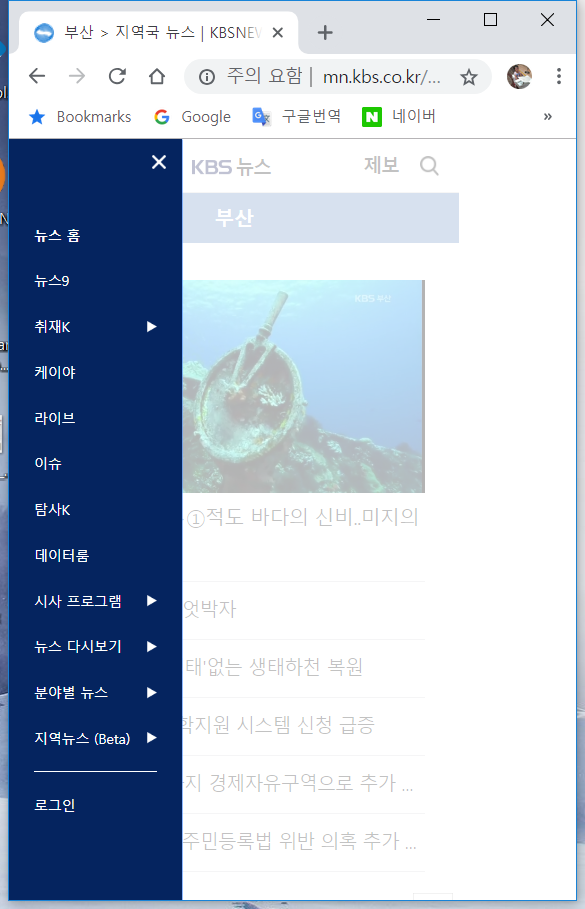 부산 > 지역국 뉴스 | KBSNEW
주의 요함 | mn.kbs.co.kr/...
Bookmarks Google 구글번역 네이버 »
KBS 뉴스 제보
부산
뉴스 홈
뉴스9
취재K
케이야
라이브
이슈
탐사K
데이터룸
시사 프로그램
뉴스 다시보기
분야별 뉴스
지역뉴스 (Beta)
로그인
KBS 부산
①적도 바다의 신비..미지의
엇박자
태'없는 생태하천 복원
학지원 시스템 신청 급증
지 경제자유구역으로 추가 ...
주민등록법 위반 의혹 추가 ...